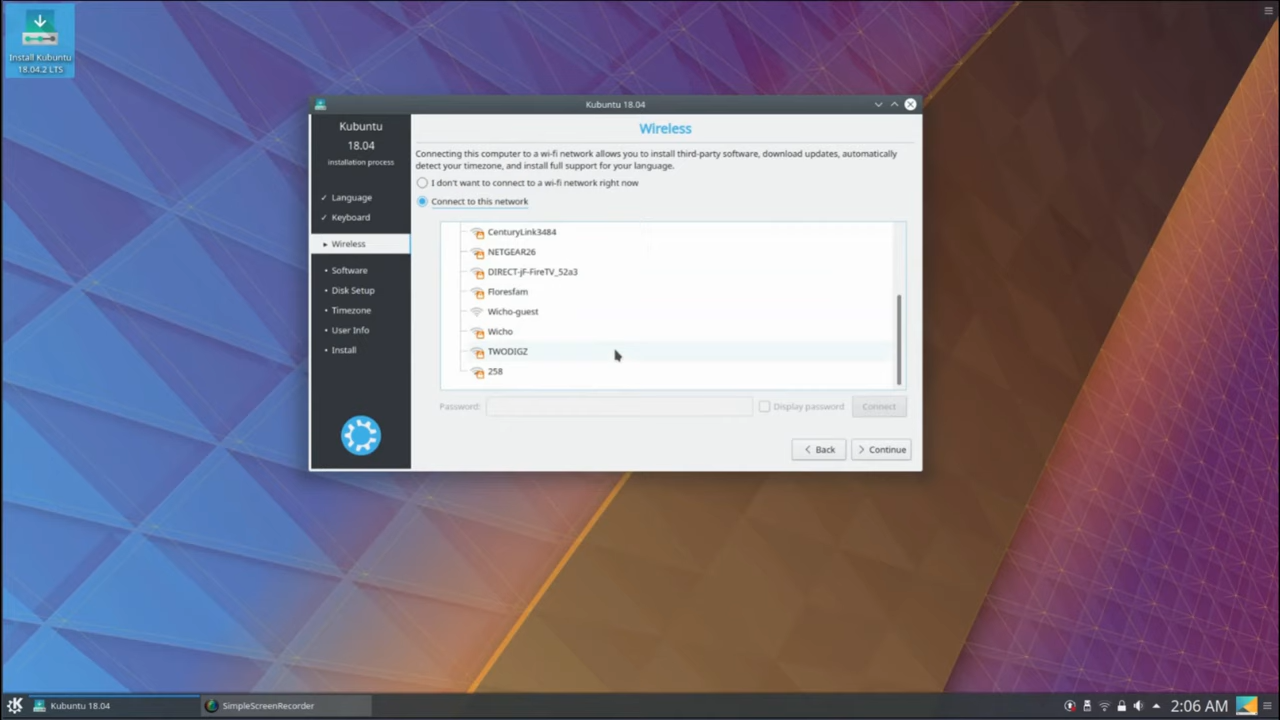 Install Kubuntu
18.04.2 LTS
Kubuntu 18.04
Kubuntu
18.04
installation process
✓ Language
✓ Keyboard
▸ Wireless
• Software
• Disk Setup
• Timezone
• User Info
• Install
Wireless
Connecting this computer to a wi-fi network allows you to install third-party software, download updates, automatically
detect your timezone, and install full support for your language.
I don't want to connect to a wi-fi network right now
Connect to this network
CenturyLink3484
NETGEAR26
DIRECT-jF-FireTV_52a3
Floresfam
Wicho-guest
Wicho
TWODIGZ
258
Password: Display password Connect
< Back > Continue
Kubuntu 18.04 SimpleScreenRecorder 2:06 AM